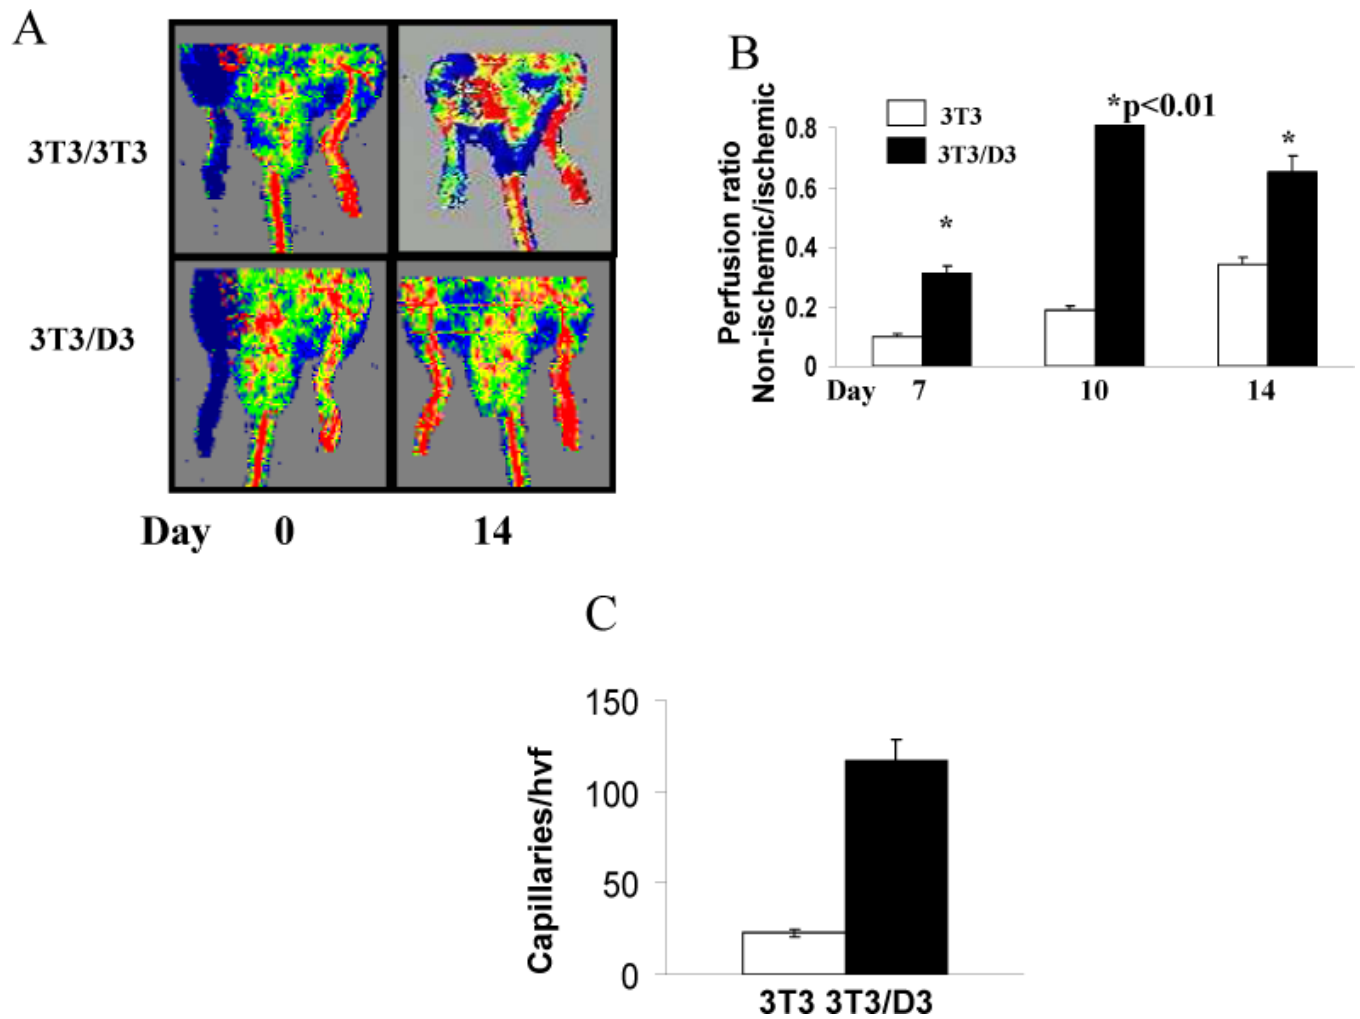 A
3T3/3T3
3T3/D3
Day 0 14
B
Perfusion ratio
Non-ischemic/ischemic
3T3
3T3/D3
*p<0.01
*
*
0.8
0.6
0.4
0.2
0
Day 7 10 14
C
Capillaries/hvf
150
100
50
0
3T3 3T3/D3